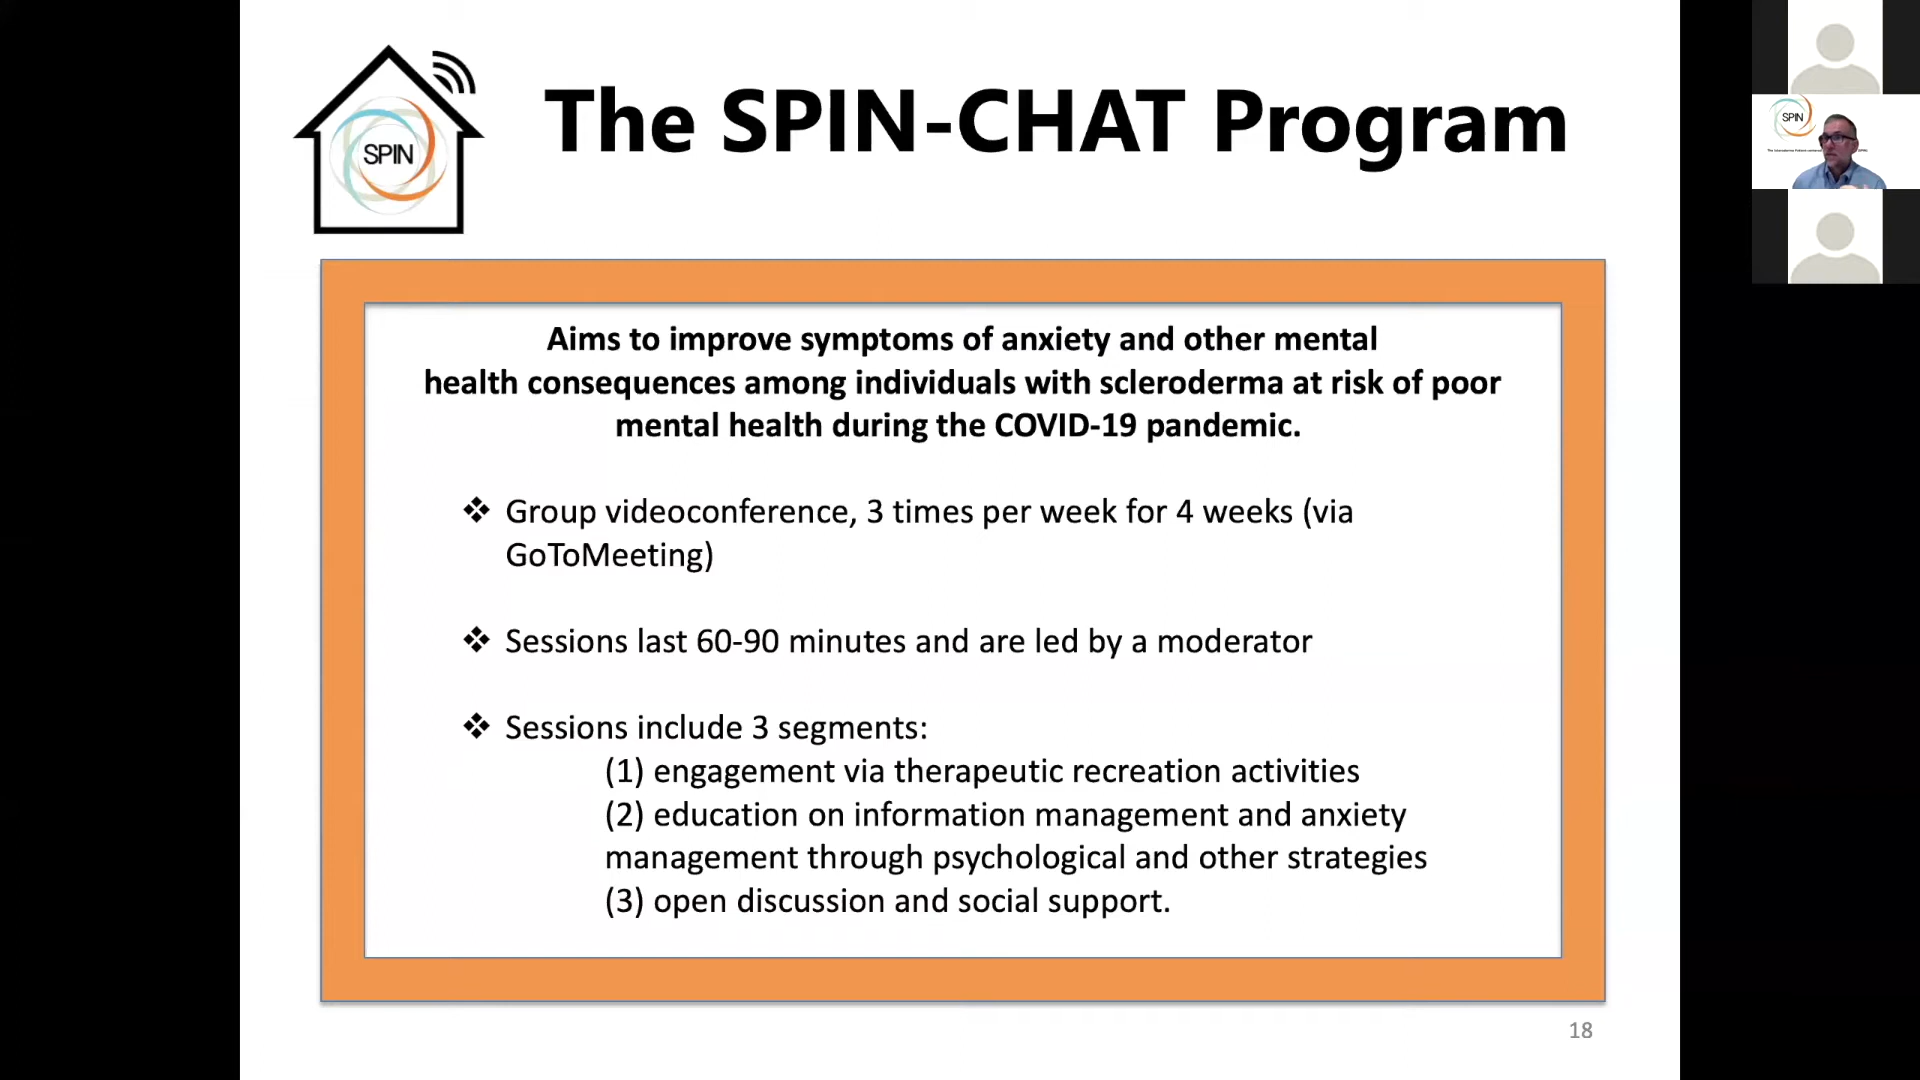 The SPIN-CHAT Program
SPIN
SPIN
Aims to improve symptoms of anxiety and other mental
health consequences among individuals with scleroderma at risk of poor
mental health during the COVID-19 pandemic.
❖ Group videoconference, 3 times per week for 4 weeks (via
GoToMeeting)
❖ Sessions last 60-90 minutes and are led by a moderator
❖ Sessions include 3 segments:
(1) engagement via therapeutic recreation activities
(2) education on information management and anxiety
management through psychological and other strategies
(3) open discussion and social support.
18